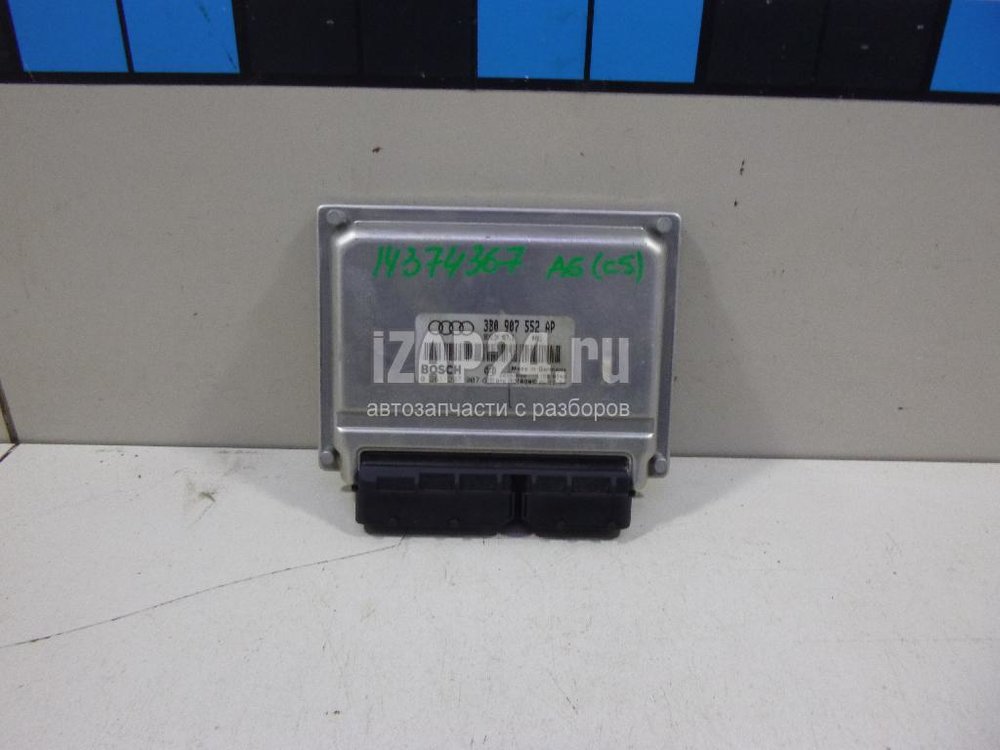 14374367 A6 (C5)
3B0 907 552 AP
iZAP24.ru
BOSCH
Made in Germany
автозапчасти с разборов